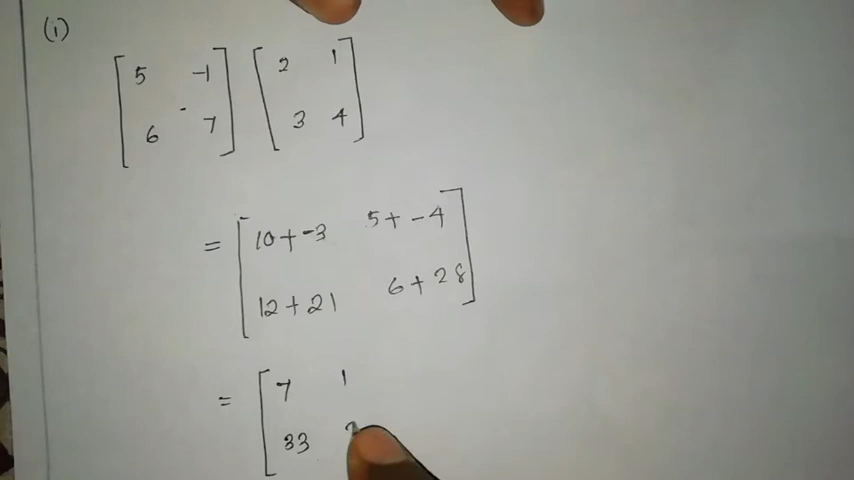 (i)
5 -1 2 1
6 7 3 4
= 10+-3 5+-4
12+21 6+28
= 7 1
33